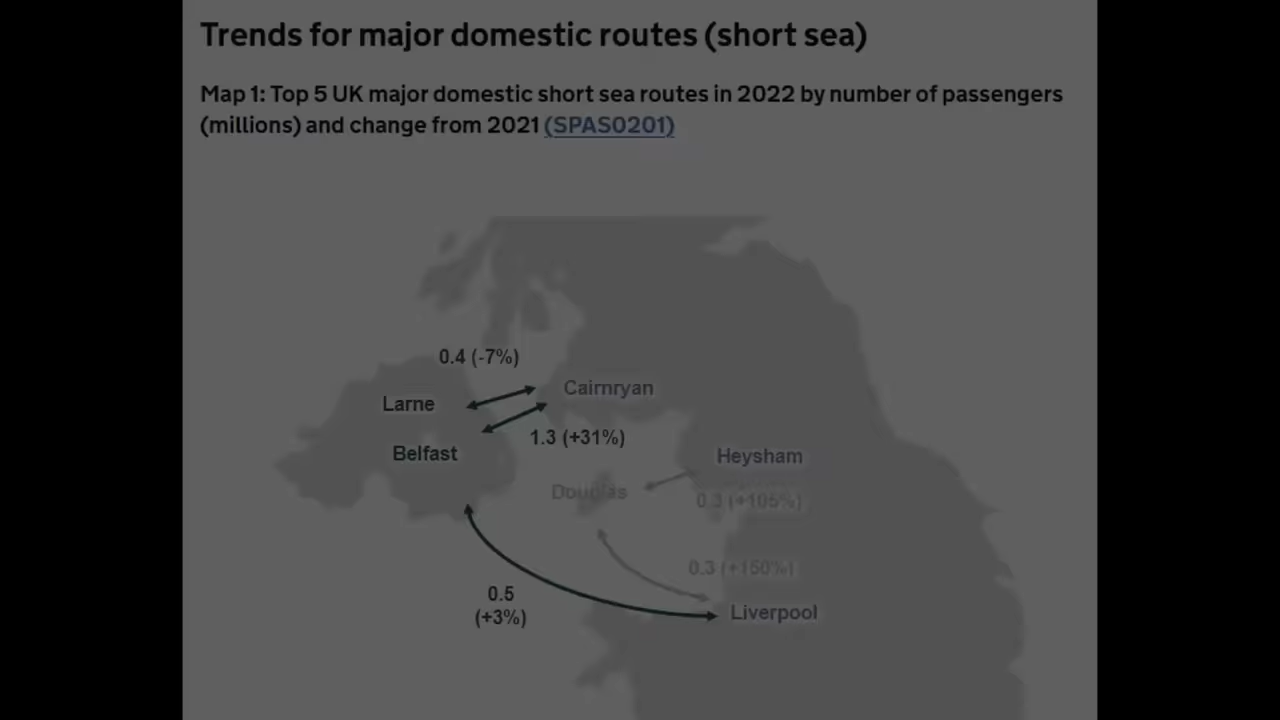 Trends for major domestic routes (short sea)
Map 1: Top 5 UK major domestic short sea routes in 2022 by number of passengers
(millions) and change from 2021 (SPAS0201)
0.4 (-7%)
Cairnryan
Larne
1.3 (+31%)
Belfast
Heysham
Douglas
0.3 (+105%)
0.3 (+150%)
0.5
(+3%)
Liverpool